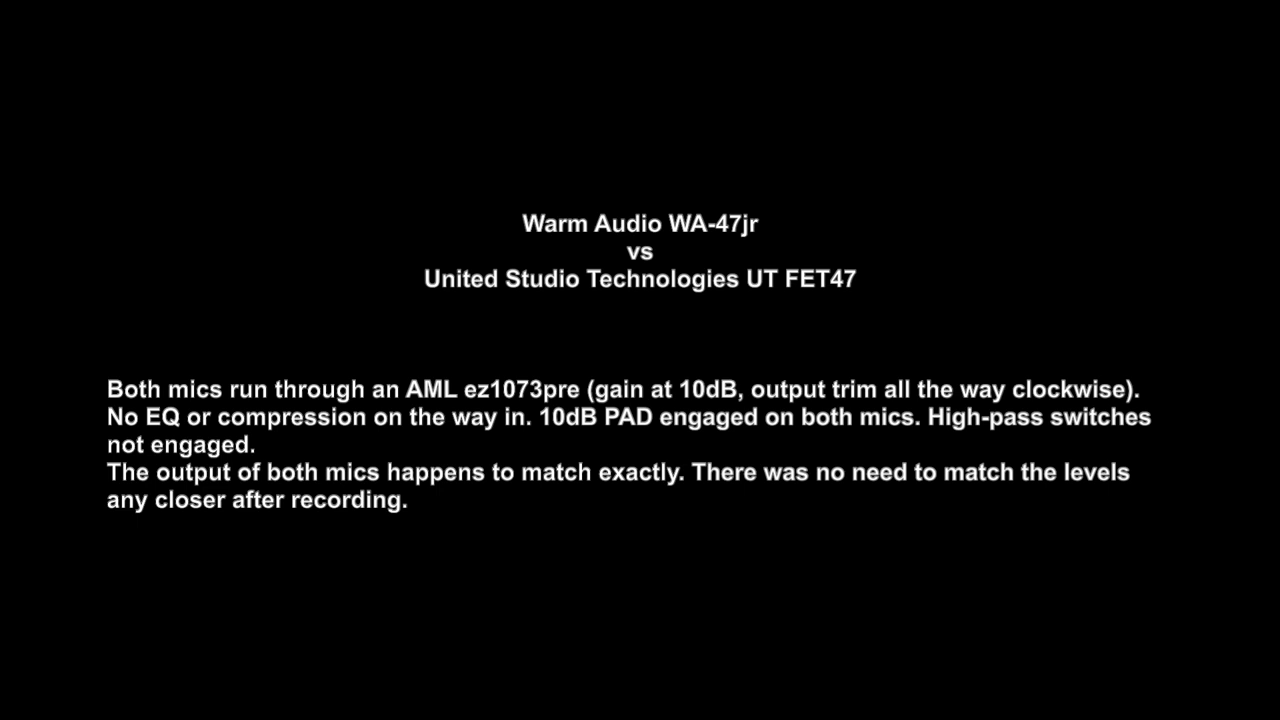 Warm Audio WA-47jr
vs
United Studio Technologies UT FET47
Both mics run through an AML ez1073pre (gain at 10dB, output trim all the way clockwise).
No EQ or compression on the way in. 10dB PAD engaged on both mics. High-pass switches
not engaged.
The output of both mics happens to match exactly. There was no need to match the levels
any closer after recording.